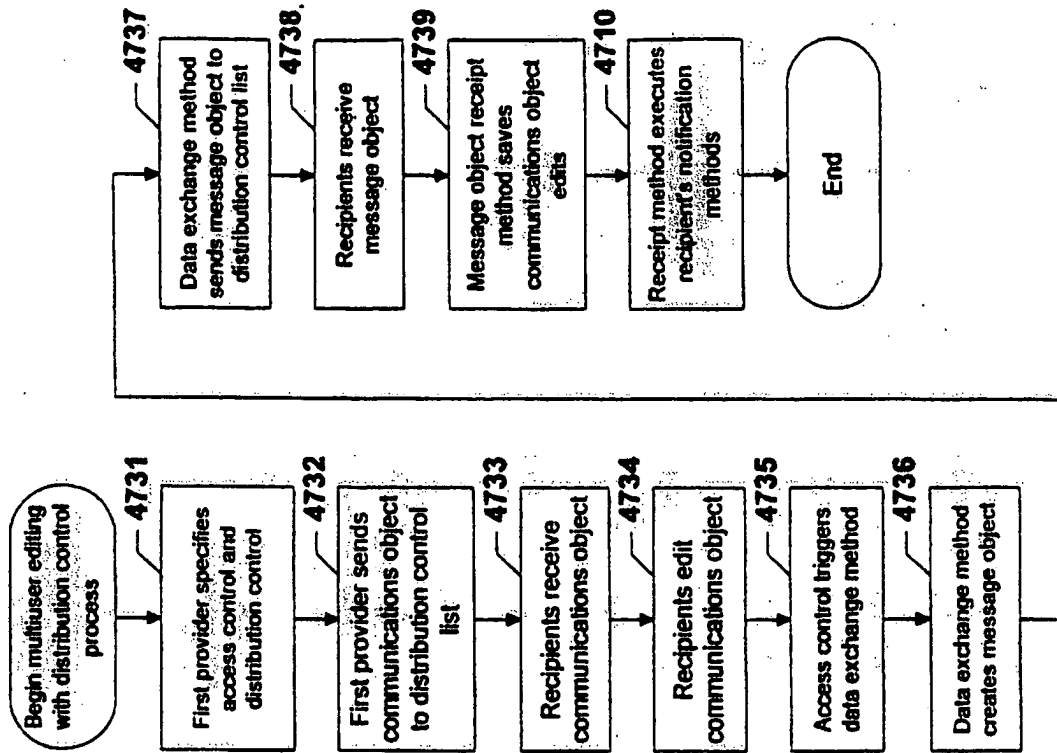 Begin multiuser editing
with distribution control
process
4731
First provider specifies
access control and
distribution control
4732
First provider sends
communications object
to distribution control
list
4733
Recipients receive
communications object
4734
Recipients edit
communications object
4735
Access control triggers
data exchange method
4736
Data exchange method
creates message object
4737
Data exchange method
sends message object to
distribution control list
4738.
Recipients receive
message object
4739
Message object receipt
method saves
communications object
edits
4710
Receipt method executes
recipient's notification
methods
End